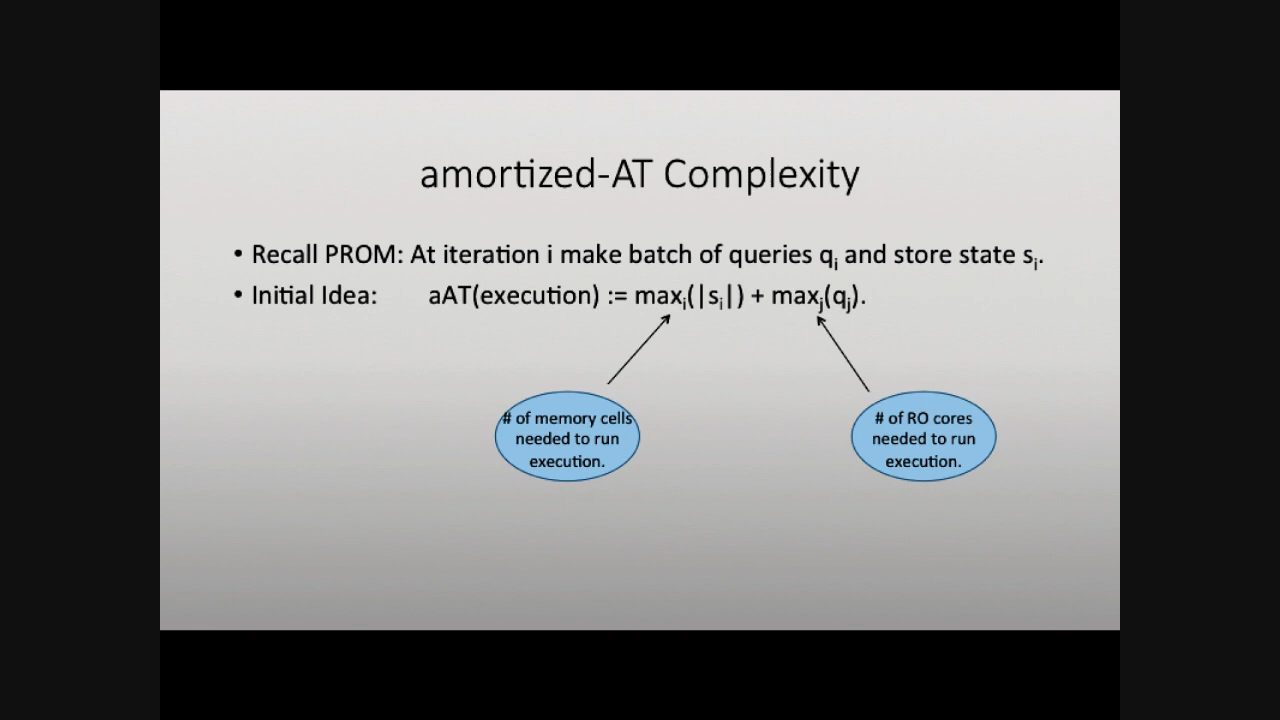 amortized-AT Complexity
• Recall PROM: At iteration i make batch of queries qᵢ and store state sᵢ.
• Initial Idea: aAT(execution) := maxᵢ(|sᵢ|) + maxⱼ(qⱼ).
# of memory cells
needed to run
execution.
# of RO cores
needed to run
execution.